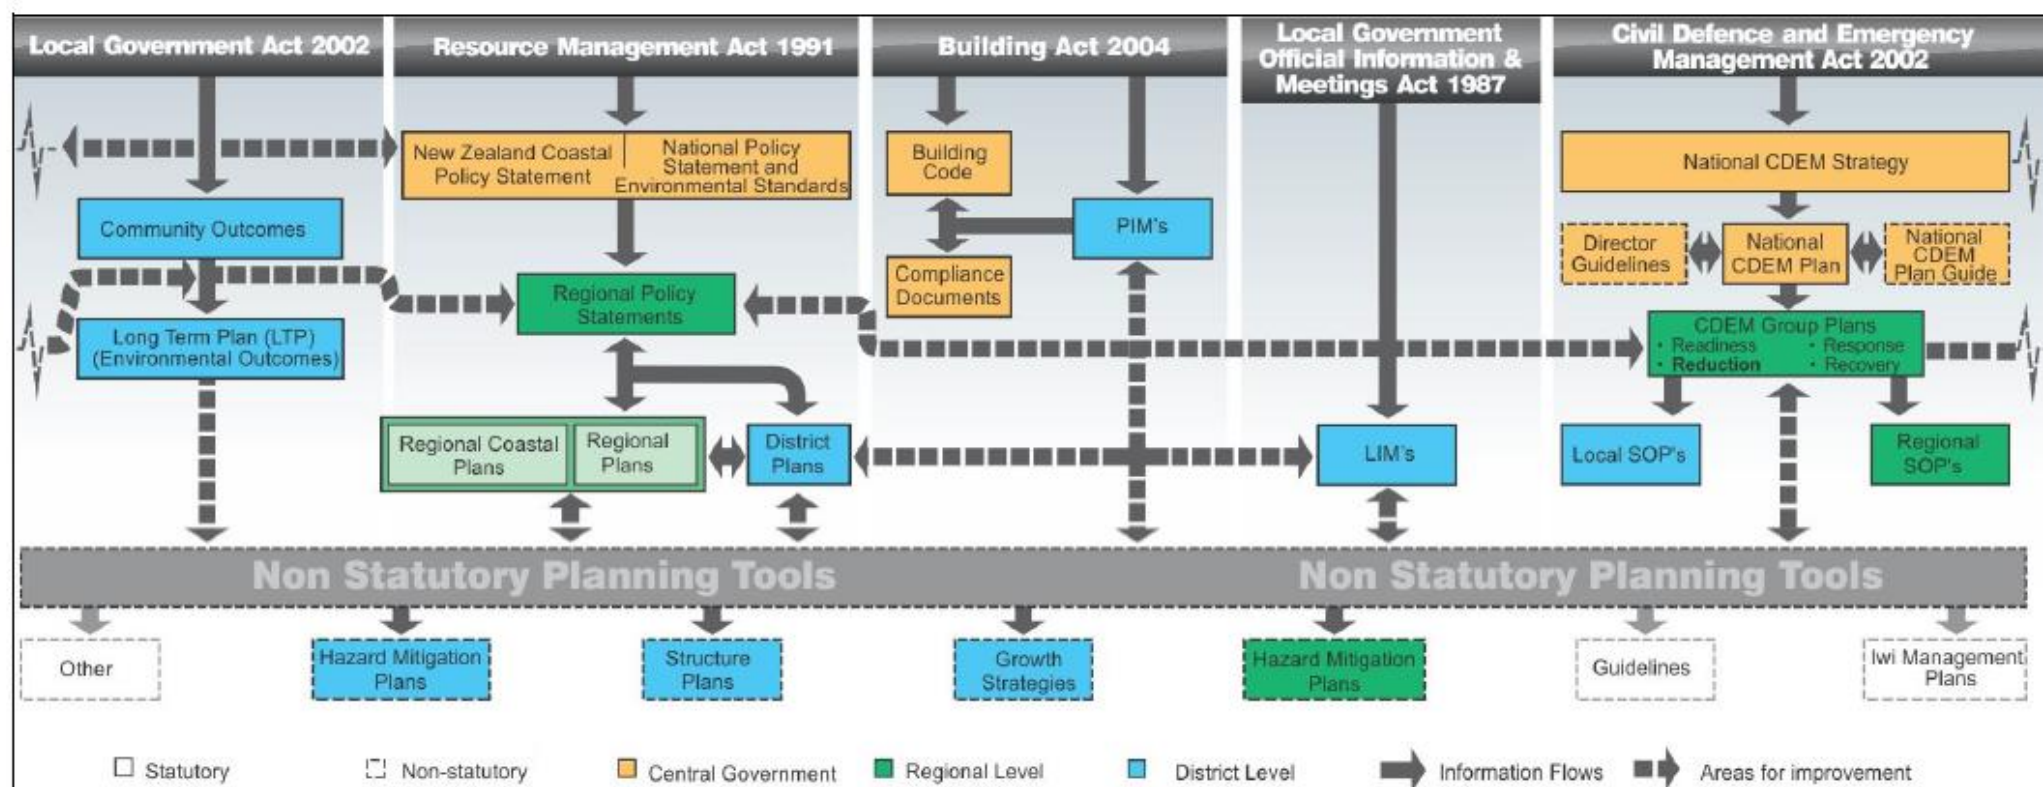 Local Government Act 2002
Resource Management Act 1991
Building Act 2004
Local Government
Official Information &
Meetings Act 1987
Civil Defence and Emergency
Management Act 2002
New Zealand Coastal
Policy Statement
National Policy
Statement and
Environmental Standards
Building
Code
National CDEM Strategy
Community Outcomes
PIM's
Director
Guidelines
National
CDEM Plan
National
CDEM
Plan Guide
Compliance
Documents
Regional Policy
Statements
Long Term Plan (LTP)
(Environmental Outcomes)
CDEM Group Plans
· Readiness
· Response
· Reduction
· Recovery
Regional Coastal
Plans
Regional
Plans
District
Plans
LIM's
Local SOP's
Regional
SOP's
Non Statutory Planning Tools
Non Statutory Planning Tools
Other
Hazard Mitigation
Plans
Structure
Plans
Growth
Strategies
Hazard Mitigation
Plans
Guidelines
Iwi Management
Plans
Statutory
Non-statutory
Central Government
Regional Level
District Level
Information Flows
Areas for improvement